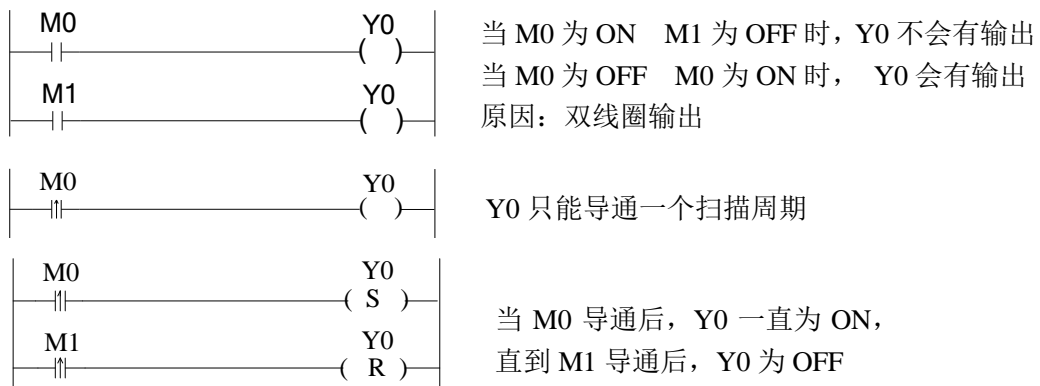 M0 Y0
( )
当 M0 为 ON M1 为 OFF 时，Y0 不会有输出
当 M0 为 OFF M0 为 ON 时， Y0 会有输出
M1 Y0
( )
原因：双线圈输出
M0 Y0
( )
Y0 只能导通一个扫描周期
M0 Y0
( S )
M1 Y0
( R )
当 M0 导通后，Y0 一直为 ON，
直到 M1 导通后，Y0 为 OFF